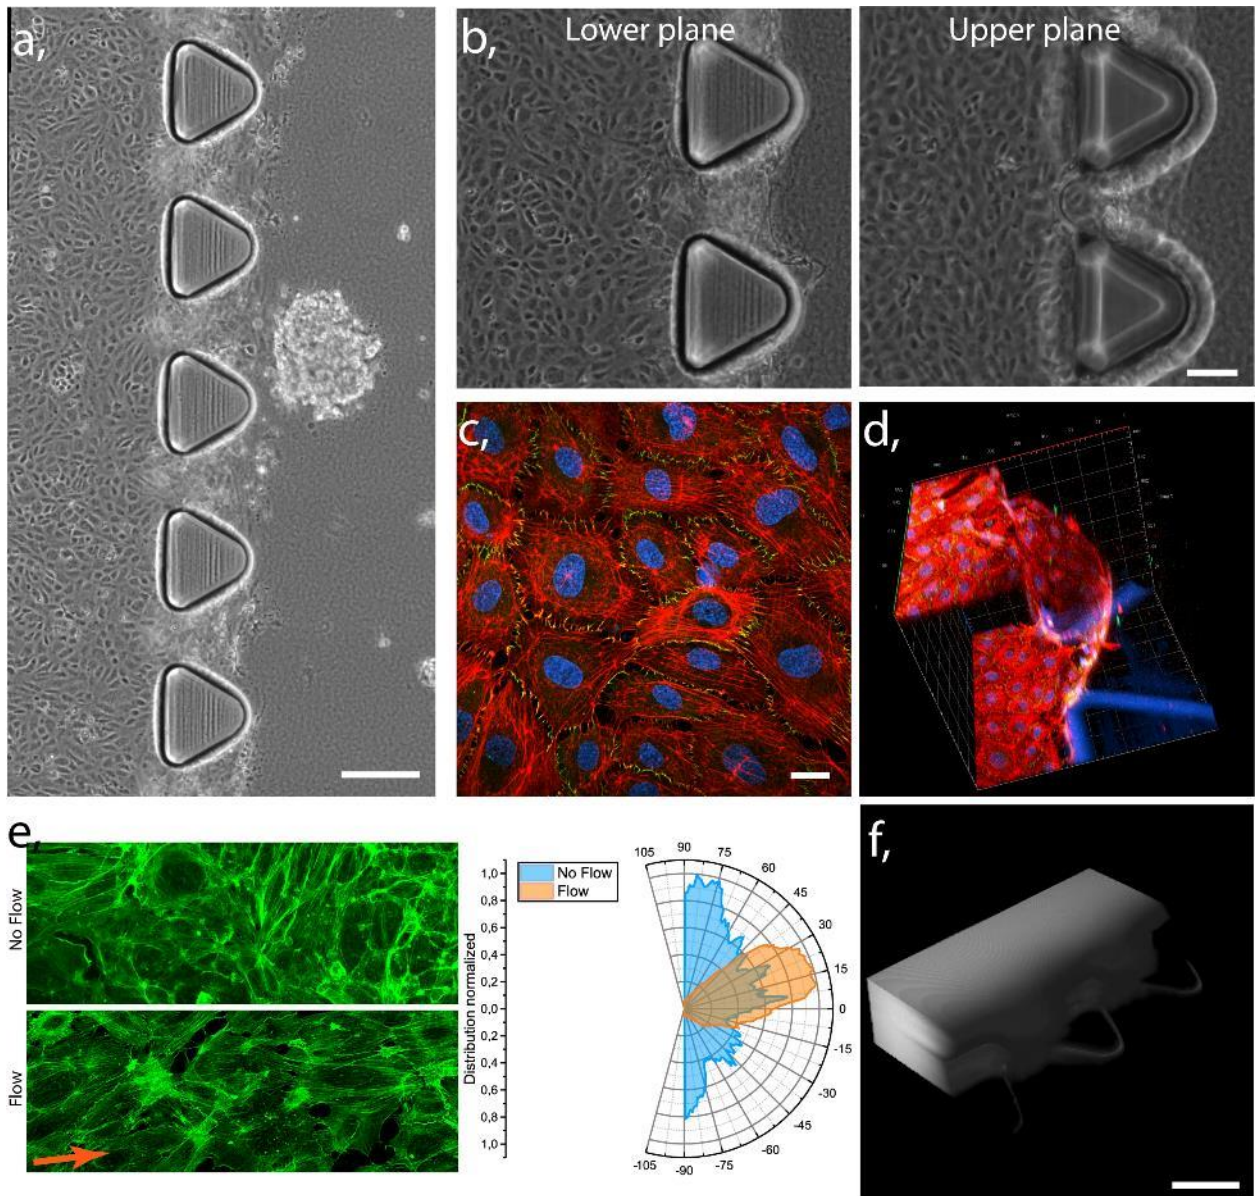 a,
b,
Lower plane
Upper plane
c,
d,
e,
No Flow
Flow
Distribution normalized
1,0
0,8
0,6
0,4
0,2
0,0
0,2
0,4
0,6
0,8
1,0
No Flow
Flow
105
90
75
60
45
30
15
0
-15
-30
-45
-60
-75
-90
-105
f,